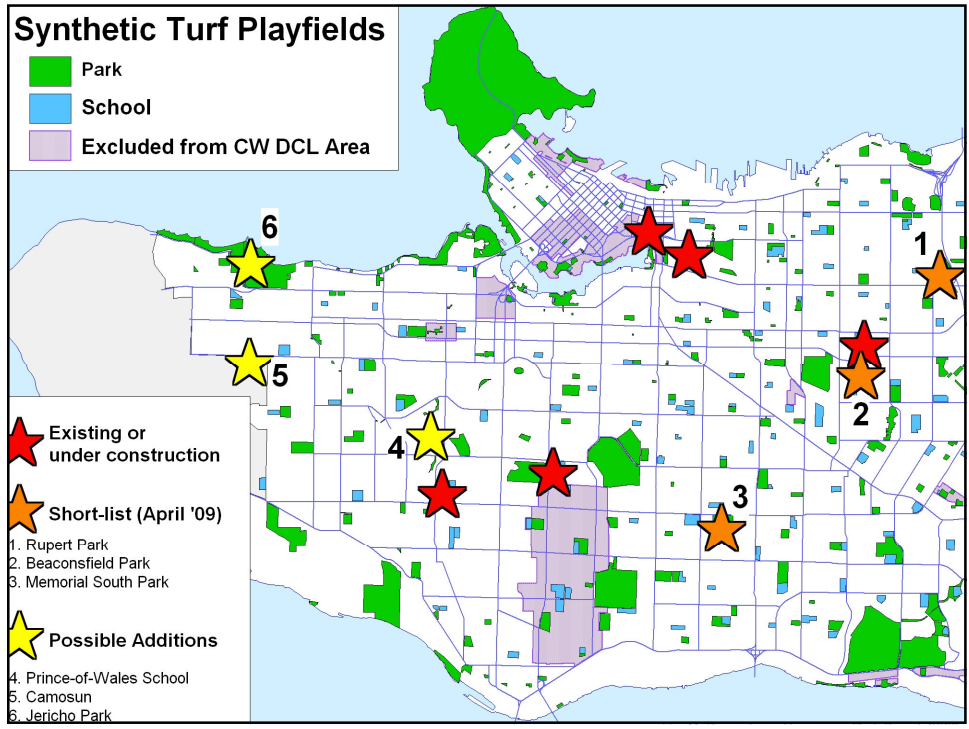 Synthetic Turf Playfields
Park
School
Excluded from CW DCL Area
6
1
5
2
4
3
Existing or
under construction
Short-list (April '09)
1. Rupert Park
2. Beaconsfield Park
3. Memorial South Park
Possible Additions
4. Prince-of-Wales School
5. Camosun
6. Jericho Park